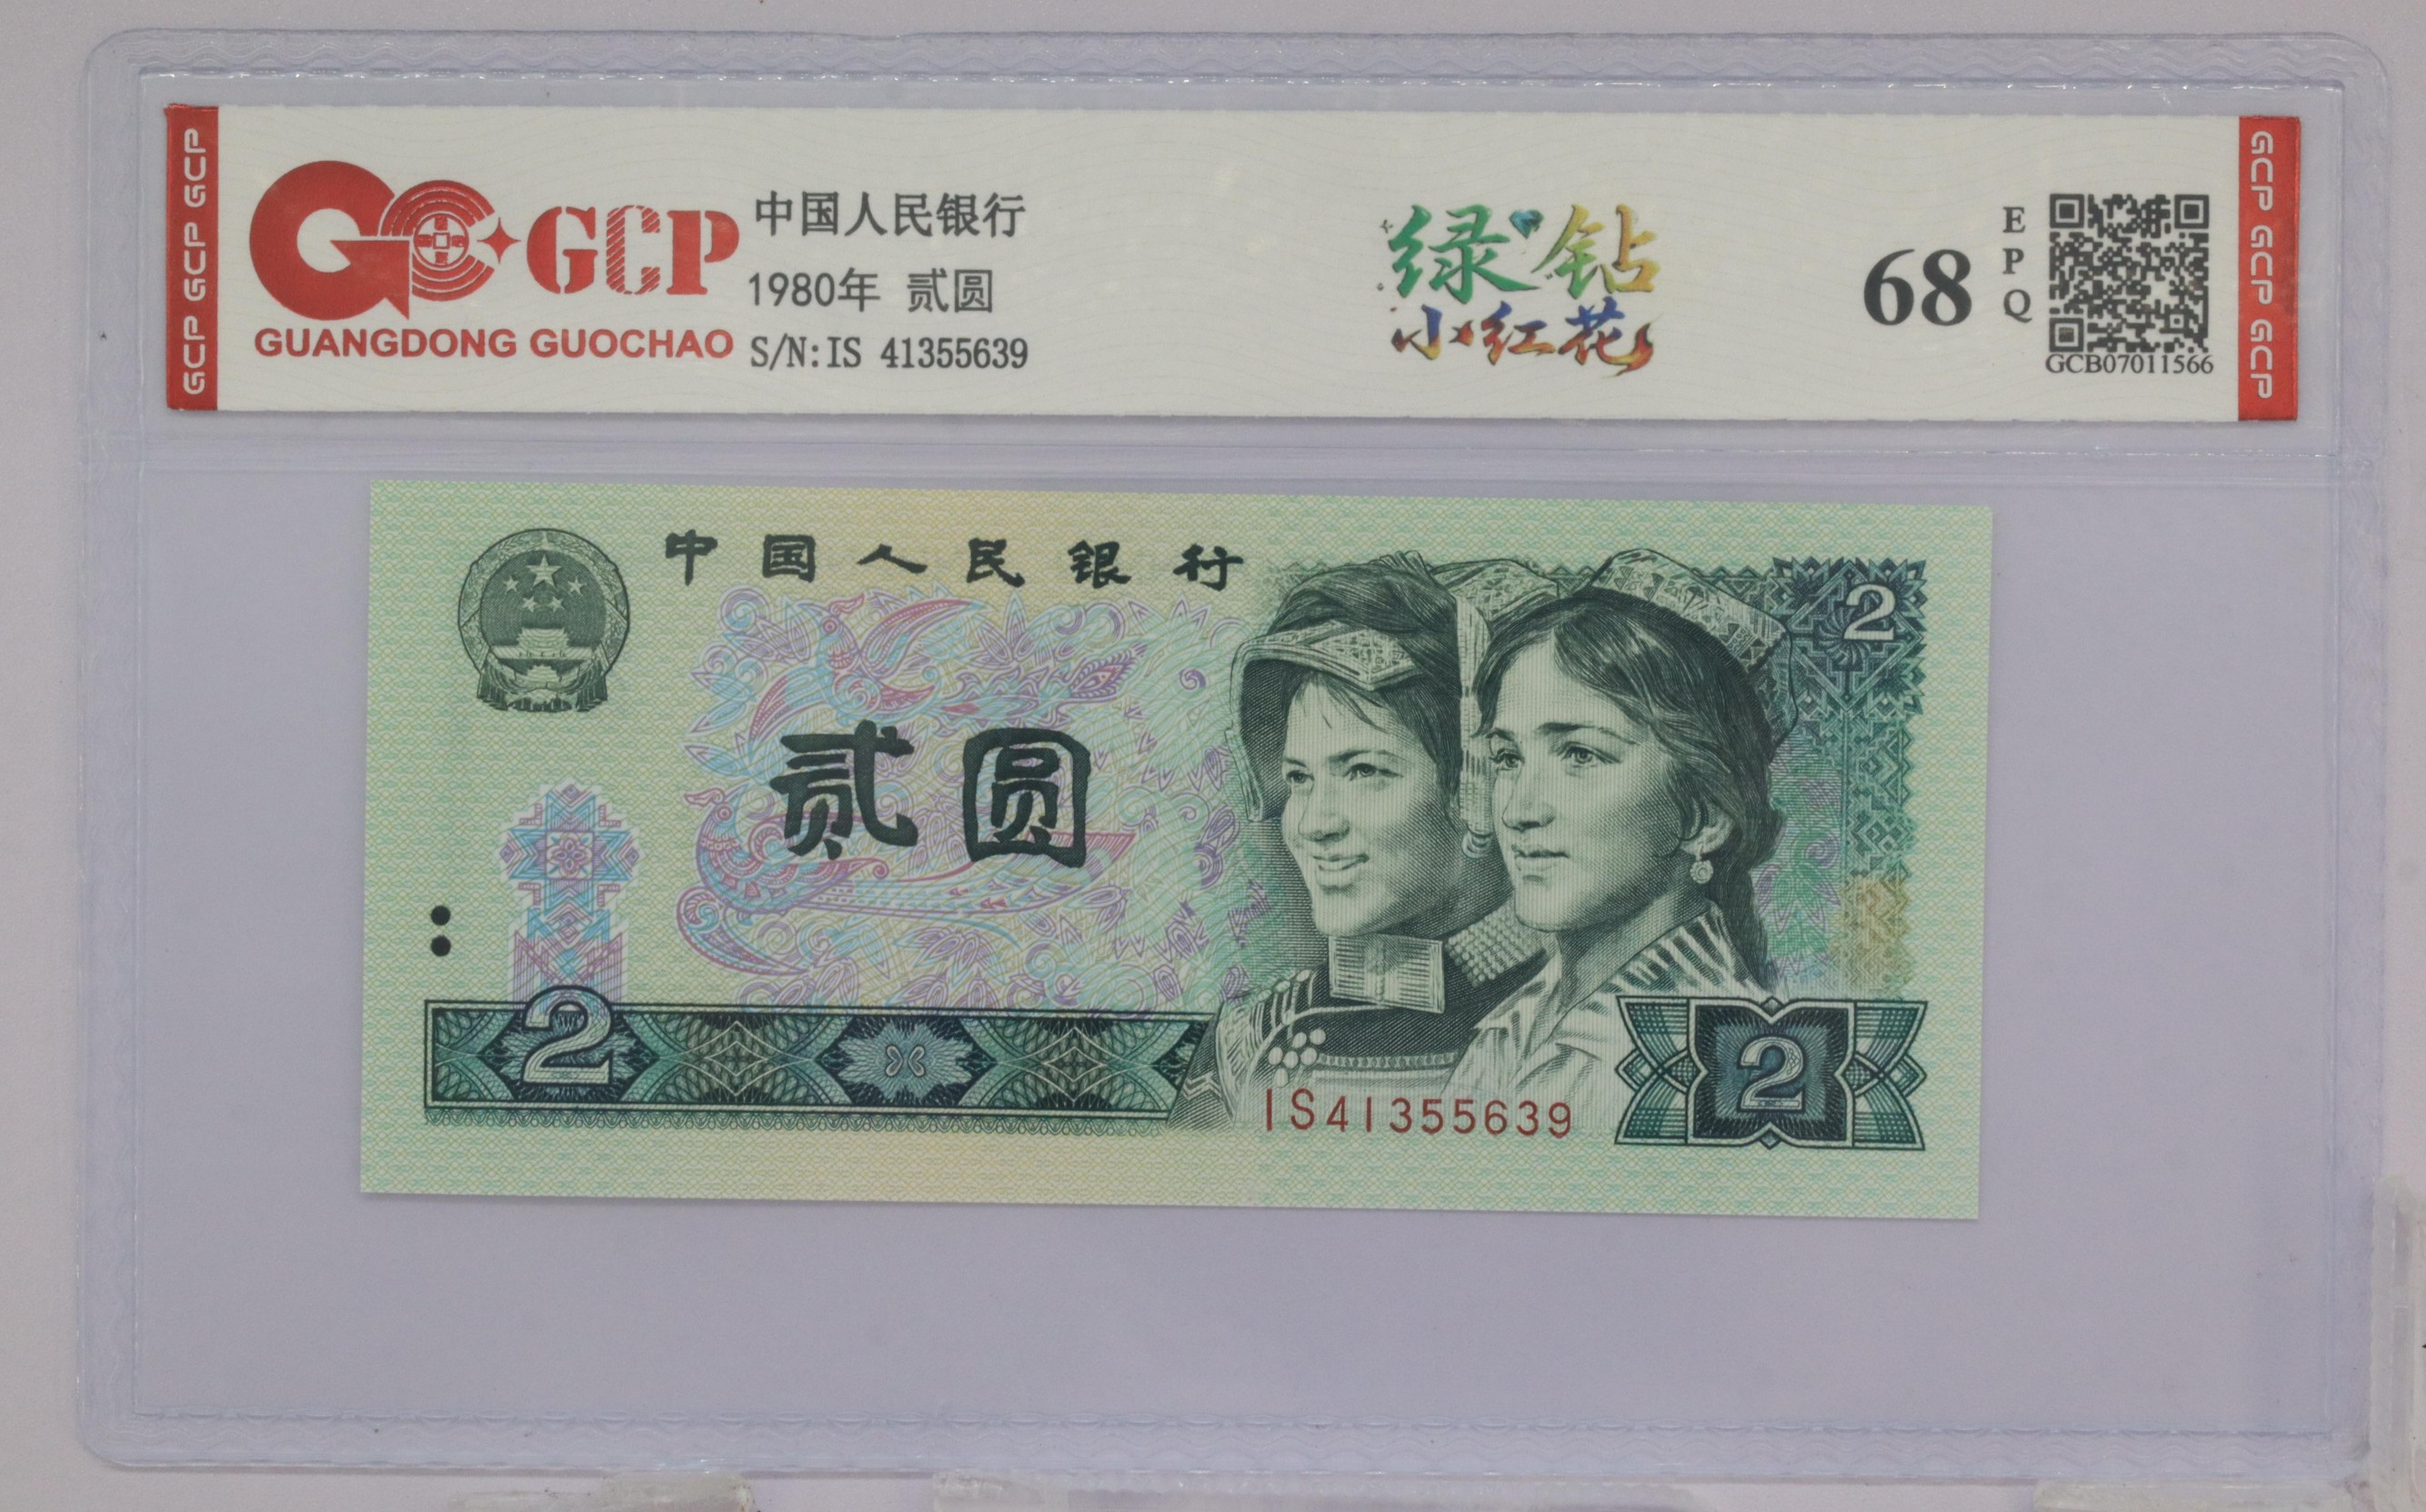 GCP GCP GCP
GCP
GUANGDONG GUOCHAO
中国人民银行
1980年 贰圆
S/N:IS 41355639
绿钻
小红花
68
EPQ
GCB07011566
GCP GCP GCP
中国人民银行
2
贰圆
2
2
IS41355639